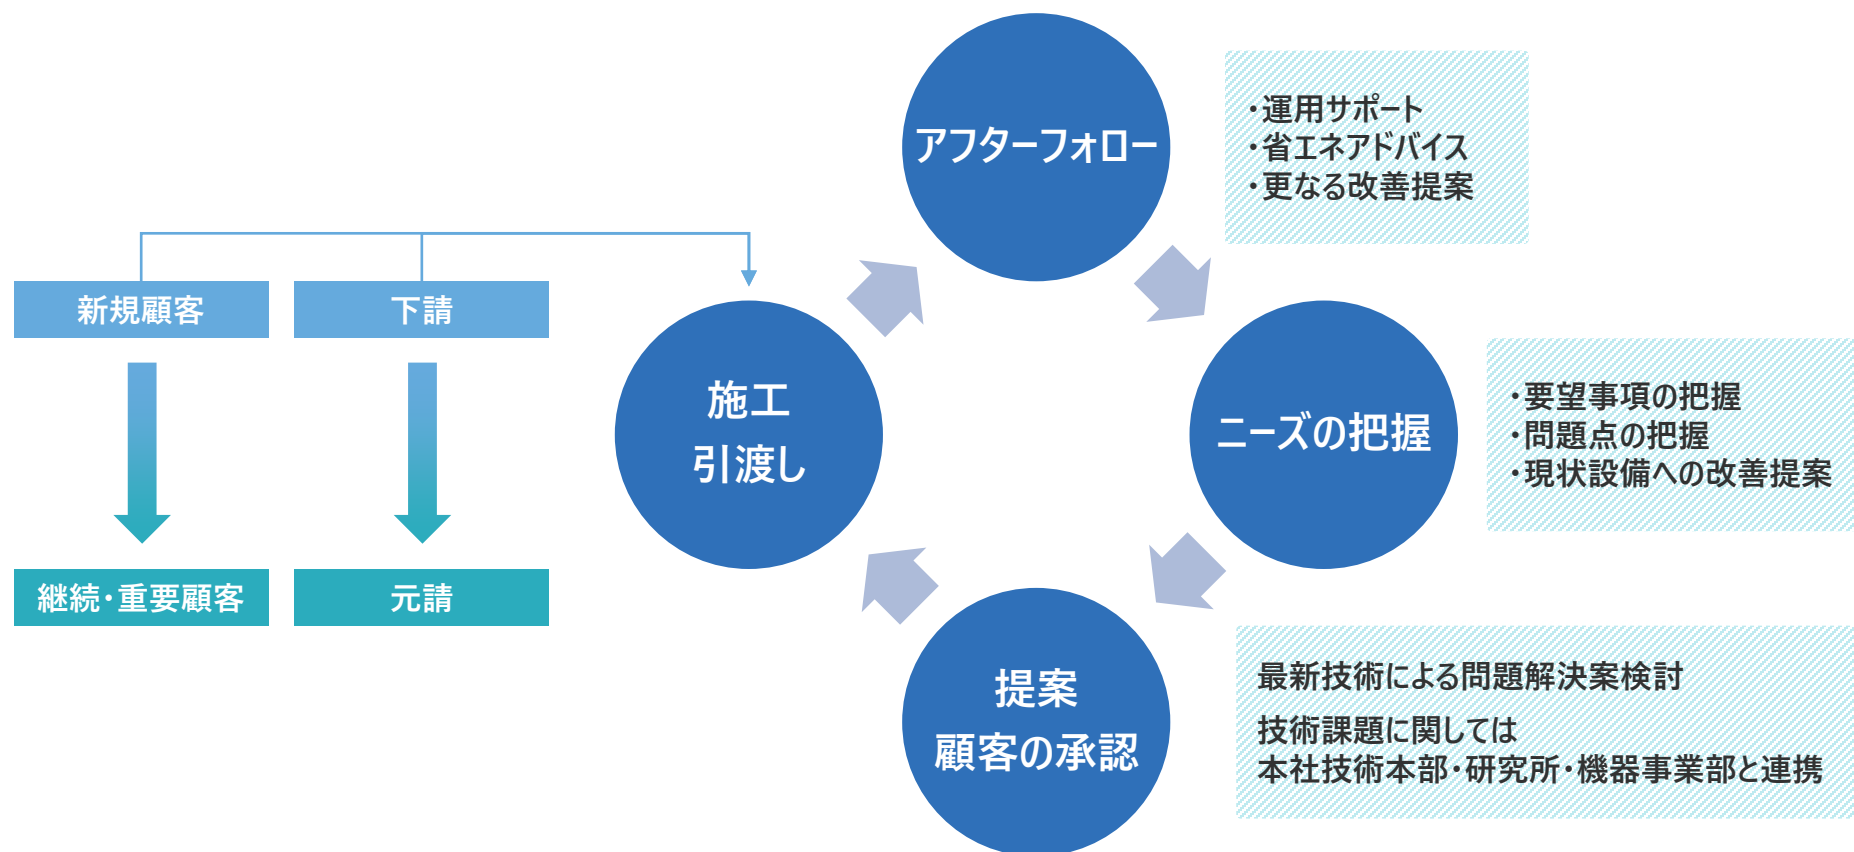 アフターフォロー
・運用サポート
・省エネアドバイス
・更なる改善提案
新規顧客
下請
継続・重要顧客
元請
施工
引渡し
ニーズの把握
・要望事項の把握
・問題点の把握
・現状設備への改善提案
提案
顧客の承認
最新技術による問題解決案検討
技術課題に関しては
本社技術本部・研究所・機器事業部と連携